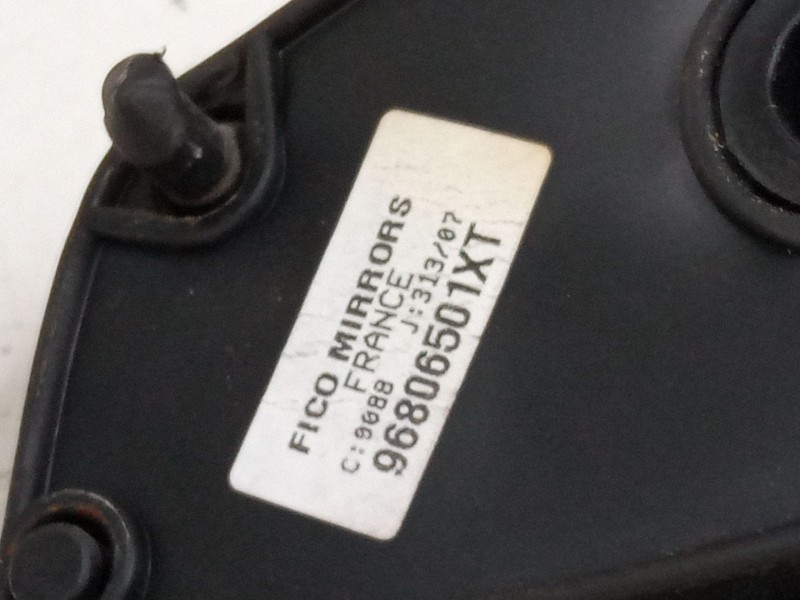 FICO MIRRORS
FRANCE
C:9088 J:313/07
96806501XT